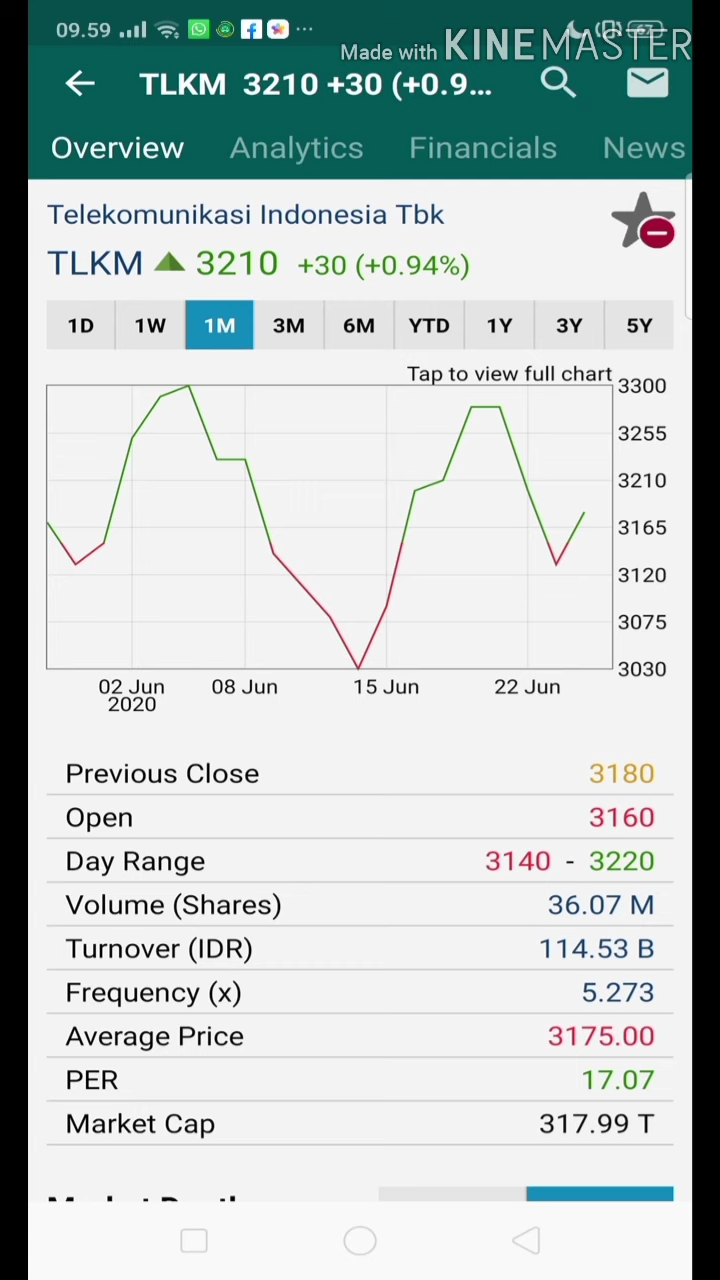 09.59 ... 67
Made with KINEMASTER
TLKM 3210 +30 (+0.9...
Overview Analytics Financials News
Telekomunikasi Indonesia Tbk
TLKM 3210 +30 (+0.94%)
1D 1W 1M 3M 6M YTD 1Y 3Y 5Y
Tap to view full chart
3300
3255
3210
3165
3120
3075
3030
02 Jun 08 Jun 15 Jun 22 Jun
2020
Previous Close 3180
Open 3160
Day Range 3140 - 3220
Volume (Shares) 36.07 M
Turnover (IDR) 114.53 B
Frequency (x) 5.273
Average Price 3175.00
PER 17.07
Market Cap 317.99 T